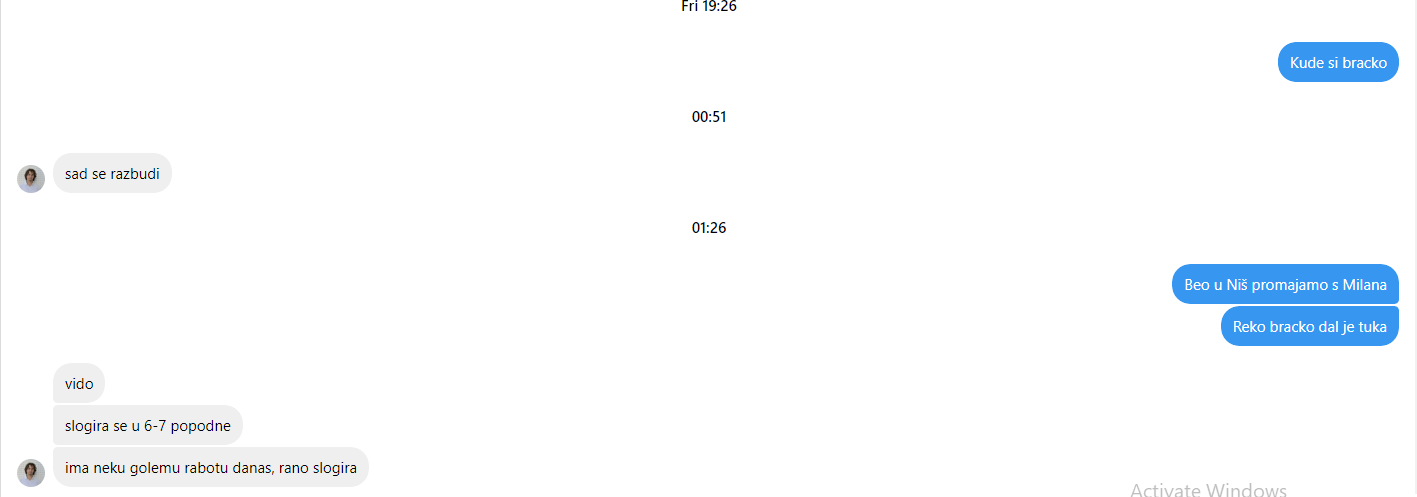 Fri 19:26
Kude si bracko
00:51
sad se razbudi
01:26
Beo u Niš promajamo s Milana
Reko bracko dal je tuka
vido
slogira se u 6-7 popodne
ima neku golemu rabotu danas, rano slogira
Activate Windows